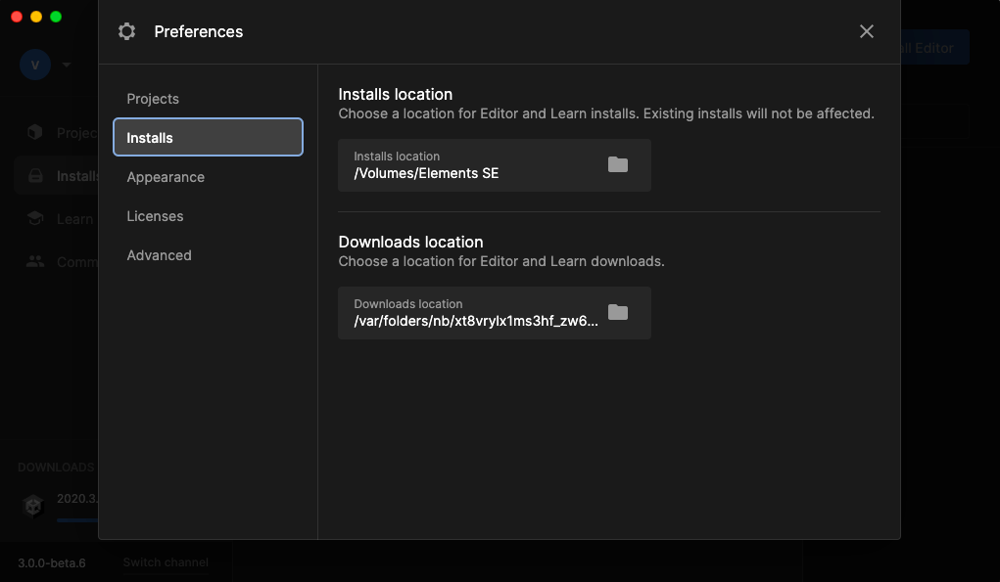 Preferences
V
all Editor
Projec
Installs
Learn
Comm
DOWNLOADS
2020.3.
3.0.0-beta.6
Switch channel
Projects
Installs
Appearance
Licenses
Advanced
Installs location
Choose a location for Editor and Learn installs. Existing installs will not be affected.
Installs location
/Volumes/Elements SE
Downloads location
Choose a location for Editor and Learn downloads.
Downloads location
/var/folders/nb/xt8vrylx1ms3hf_zw6...